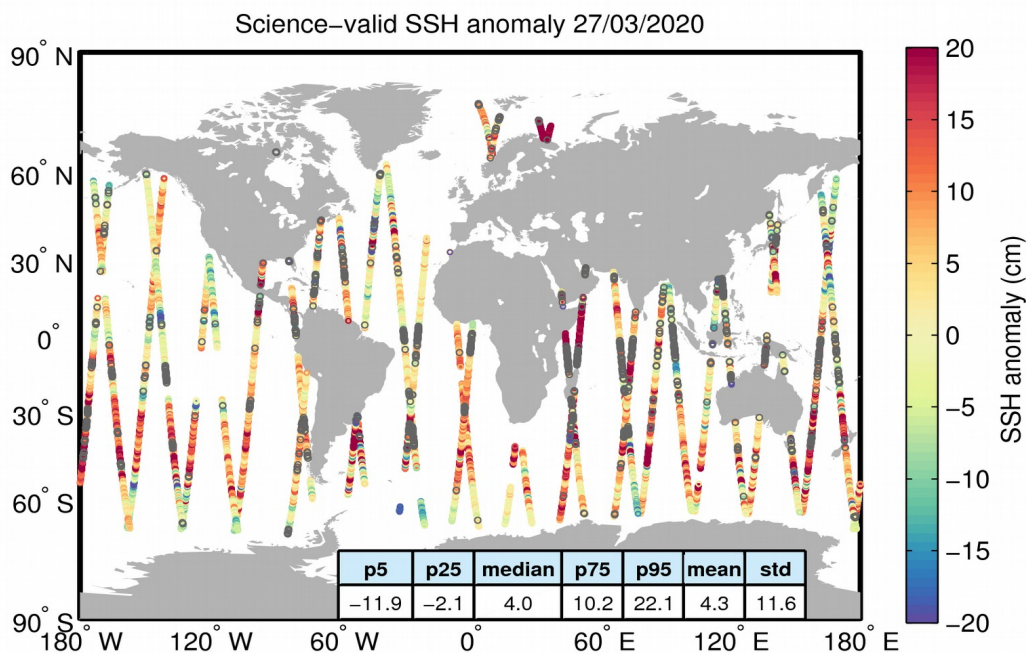 Science−valid SSH anomaly 27/03/2020
90° N
60° N
30° N
0°
30° S
60° S
90° S
180° W
120° W
60° W
0°
60° E
120° E
180° E
p5 p25 median p75 p95 mean std
−11.9 −2.1 4.0 10.2 22.1 4.3 11.6
20
15
10
5
0
−5
−10
−15
−20
SSH anomaly (cm)